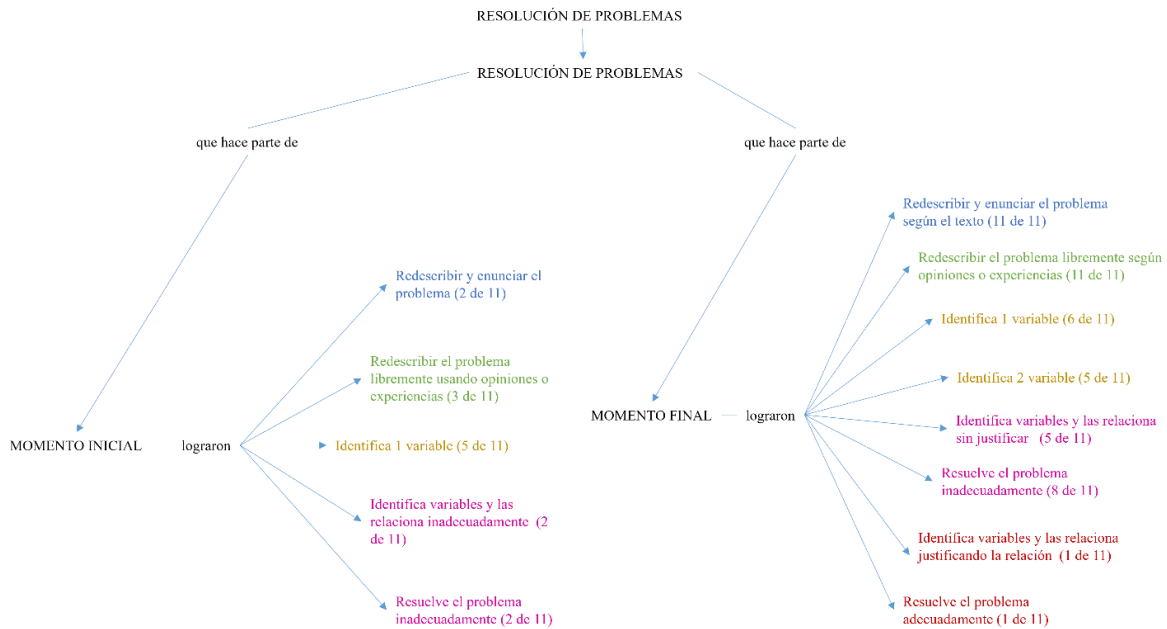 RESOLUCIÓN DE PROBLEMAS
RESOLUCIÓN DE PROBLEMAS
que hace parte de
que hace parte de
MOMENTO INICIAL
lograron
Redescribir y enunciar el
problema (2 de 11)
Redescribir el problema
libremente usando opiniones o
experiencias (3 de 11)
Identifica 1 variable (5 de 11)
Identifica variables y las
relaciona inadecuadamente (2
de 11)
Resuelve el problema
inadecuadamente (2 de 11)
MOMENTO FINAL
lograron
Redescribir y enunciar el problema
según el texto (11 de 11)
Redescribir el problema libremente según
opiniones o experiencias (11 de 11)
Identifica 1 variable (6 de 11)
Identifica 2 variable (5 de 11)
Identifica variables y las relaciona
sin justificar (5 de 11)
Resuelve el problema
inadecuadamente (8 de 11)
Identifica variables y las relaciona
justificando la relación (1 de 11)
Resuelve el problema
adecuadamente (1 de 11)